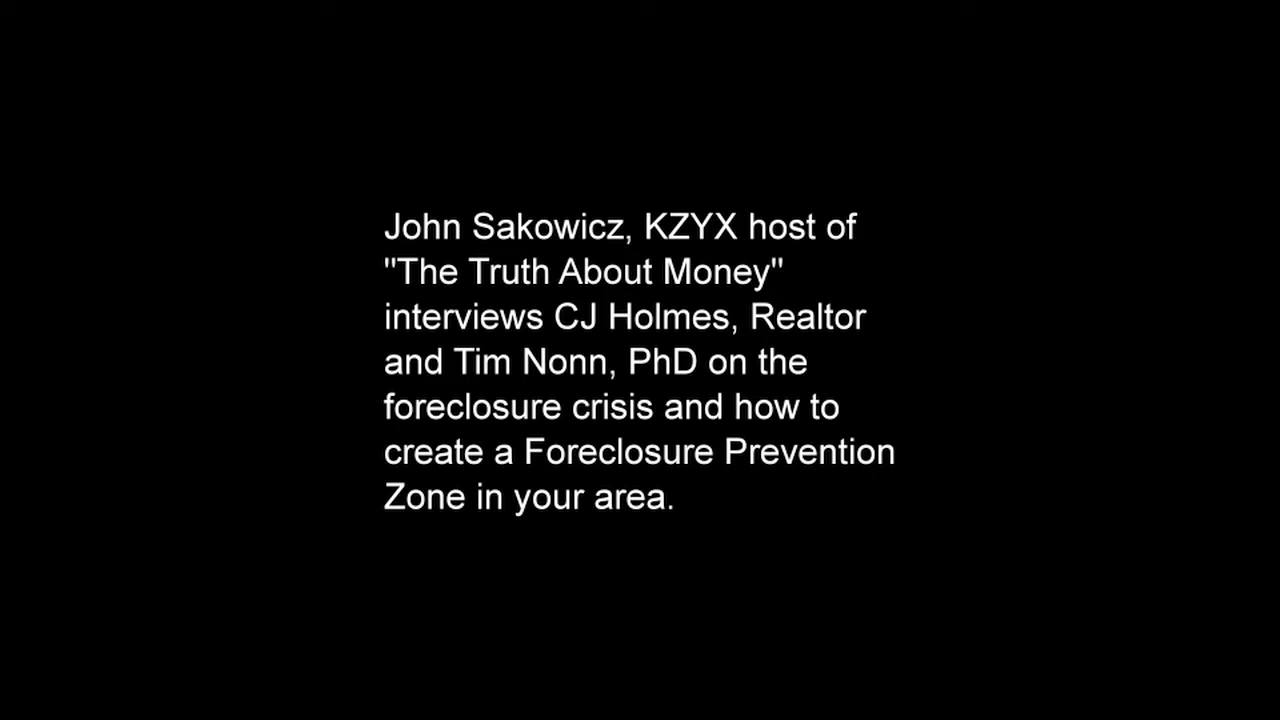 John Sakowicz, KZYX host of
"The Truth About Money"
interviews CJ Holmes, Realtor
and Tim Nonn, PhD on the
foreclosure crisis and how to
create a Foreclosure Prevention
Zone in your area.